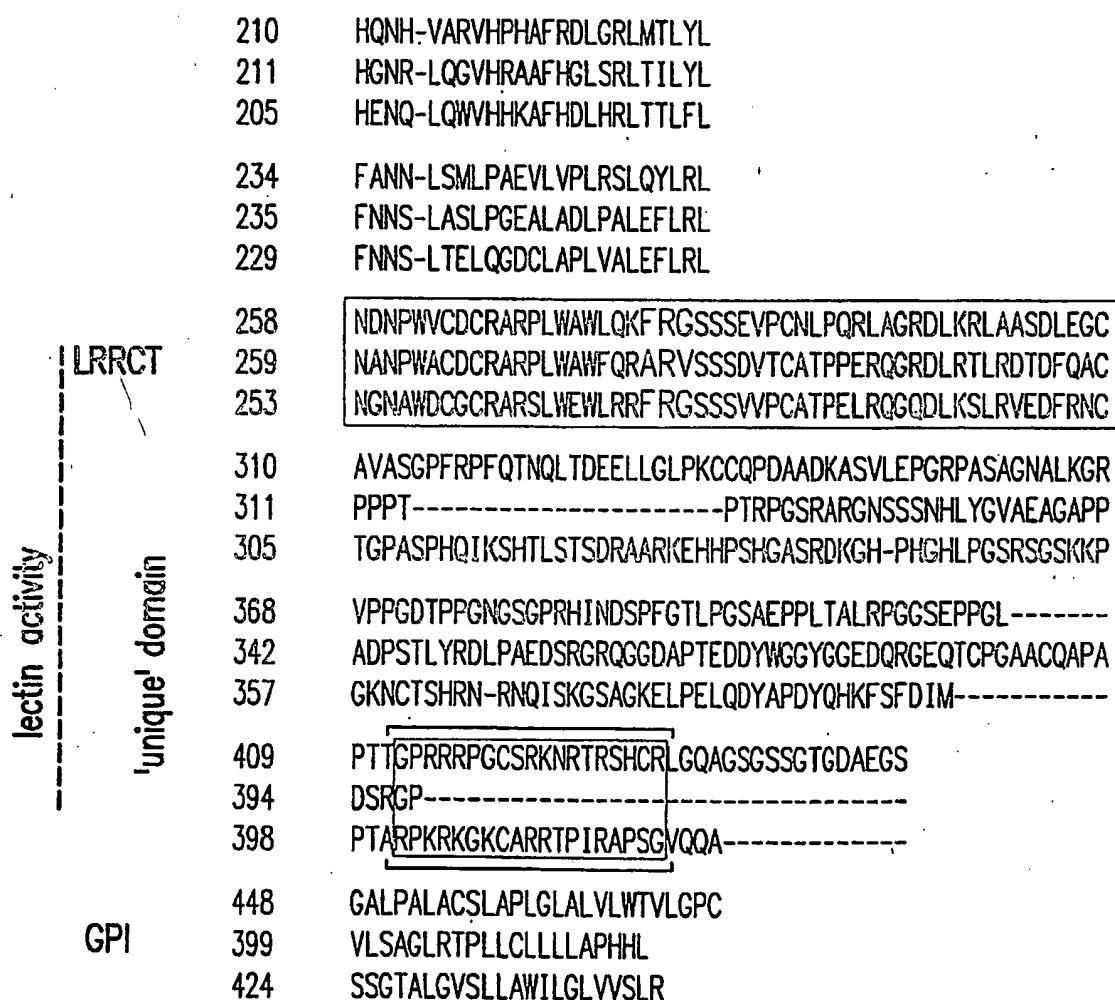 210 HQNH-VARVHPHAFRDLGRLMTLYL
211 HGNR-LQGVHRAAFHGLSRLTILYL
205 HENQ-LQWVHHKAFHDLHRLTTLFL
234 FANN-LSMLPAEVLVPLRSLQYLRL
235 FNNS-LASLPGEALADLPALEFLRL
229 FNNS-LTELQGDCLAPLVALEFLRL
258 NDNPWVCDCRARPLWAWLQKFRGSSSEVPCNLPQRLAGRDLKRLAASDLEGC
LRRCT 259 NANPWACDCRARPLWAWFQRARVSSSDVTCATPPERQGRDLRTLRDTDFQAC
253 NGNAWDCGCRARSLWEWLRRFRGSSSVVPCATPELRQGQDLKSLRVEDFRNC
310 AVASGPFRPFQTNQLTDEELLGLPKCCQPDAADKASVLEPGRPASAGNALKGR
311 PPPT-----------------------PTRPGSRARGNSSSNHLYGVAEAGAPP
305 TGPASPHQIKSHTLSTSDRAARKEHHPSHGASRDKGH-PHGHLPGSRSGSKKP
lectin activity
'unique' domain
368 VPPGDTPPGNGSGPRHINDSPFGTLPGSAEPPLTALRPGGSEPPGL-------
342 ADPSTLYRDLPAEDSRGRQGGDAPTEDDYWGGYGGEDQRGEQTCPGAACQAPA
357 GKNCTSHRN-RNQISKGSAGKELPELQDYAPDYQHKFSFDIM-----------
409 PTTGPRRRPGCSRKNRTRSHCRLGQAGSGSSGTGDAEGS
394 DSRGP----------------------------------
398 PTARPKRKGKCARRTPIRAPSGVQQA-------------
448 GALPALACSLAPLGLALVLWTVLGPC
GPI 399 VLSAGLRTPLLCLLLLAPHHL
424 SSGTALGVSLLAWILGLVVSLR